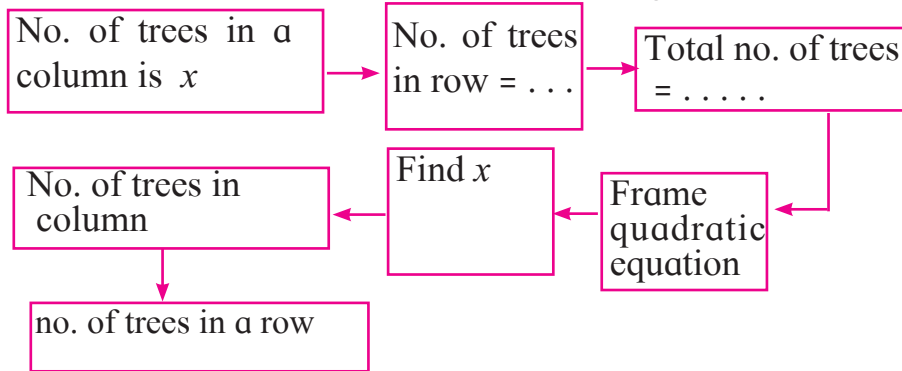 No. of trees in a
column is x
No. of trees
in row = . . .
Total no. of trees
= . . . . .
Frame
quadratic
equation
Find x
No. of trees in
column
no. of trees in a row